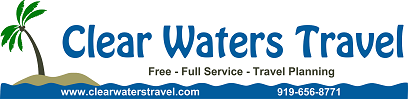 Clear Waters Travel
Free - Full Service - Travel Planning
www.clearwaterstravel.com 919-656-8771